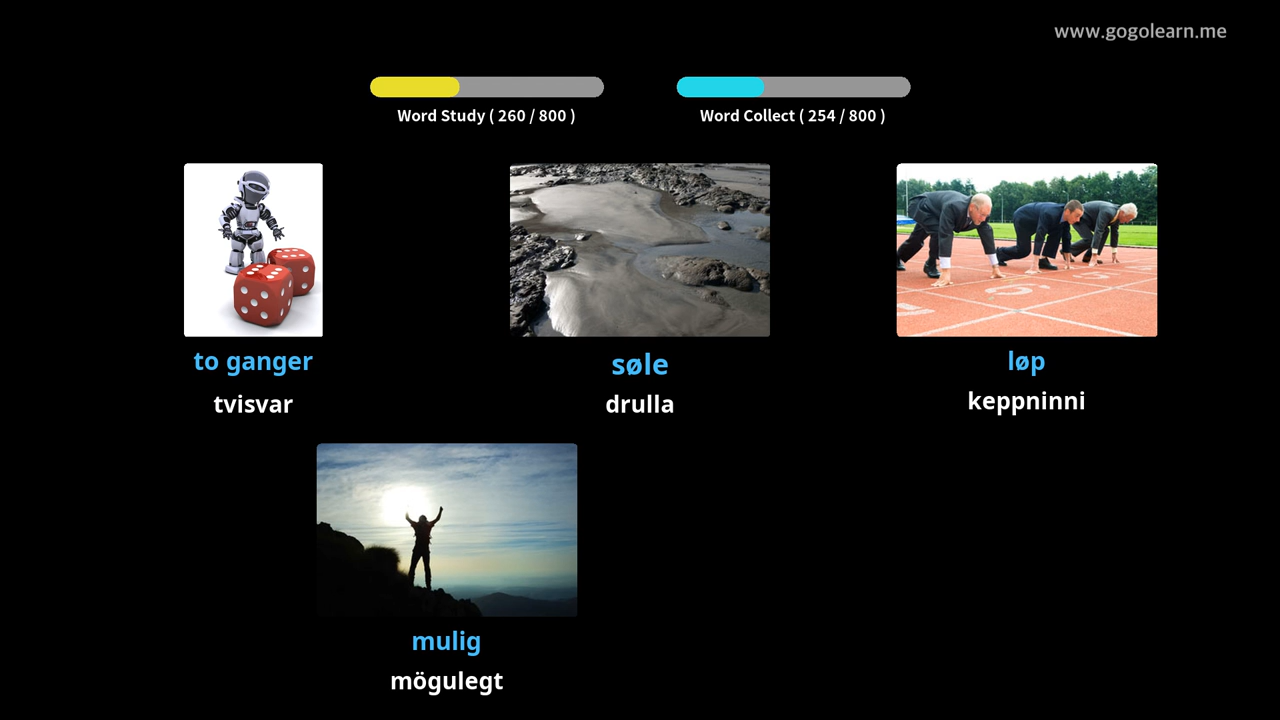 www.gogolearn.me
Word Study ( 260 / 800 )
Word Collect ( 254 / 800 )
to ganger
søle
løp
tvisvar
drulla
keppninni
mulig
mögulegt